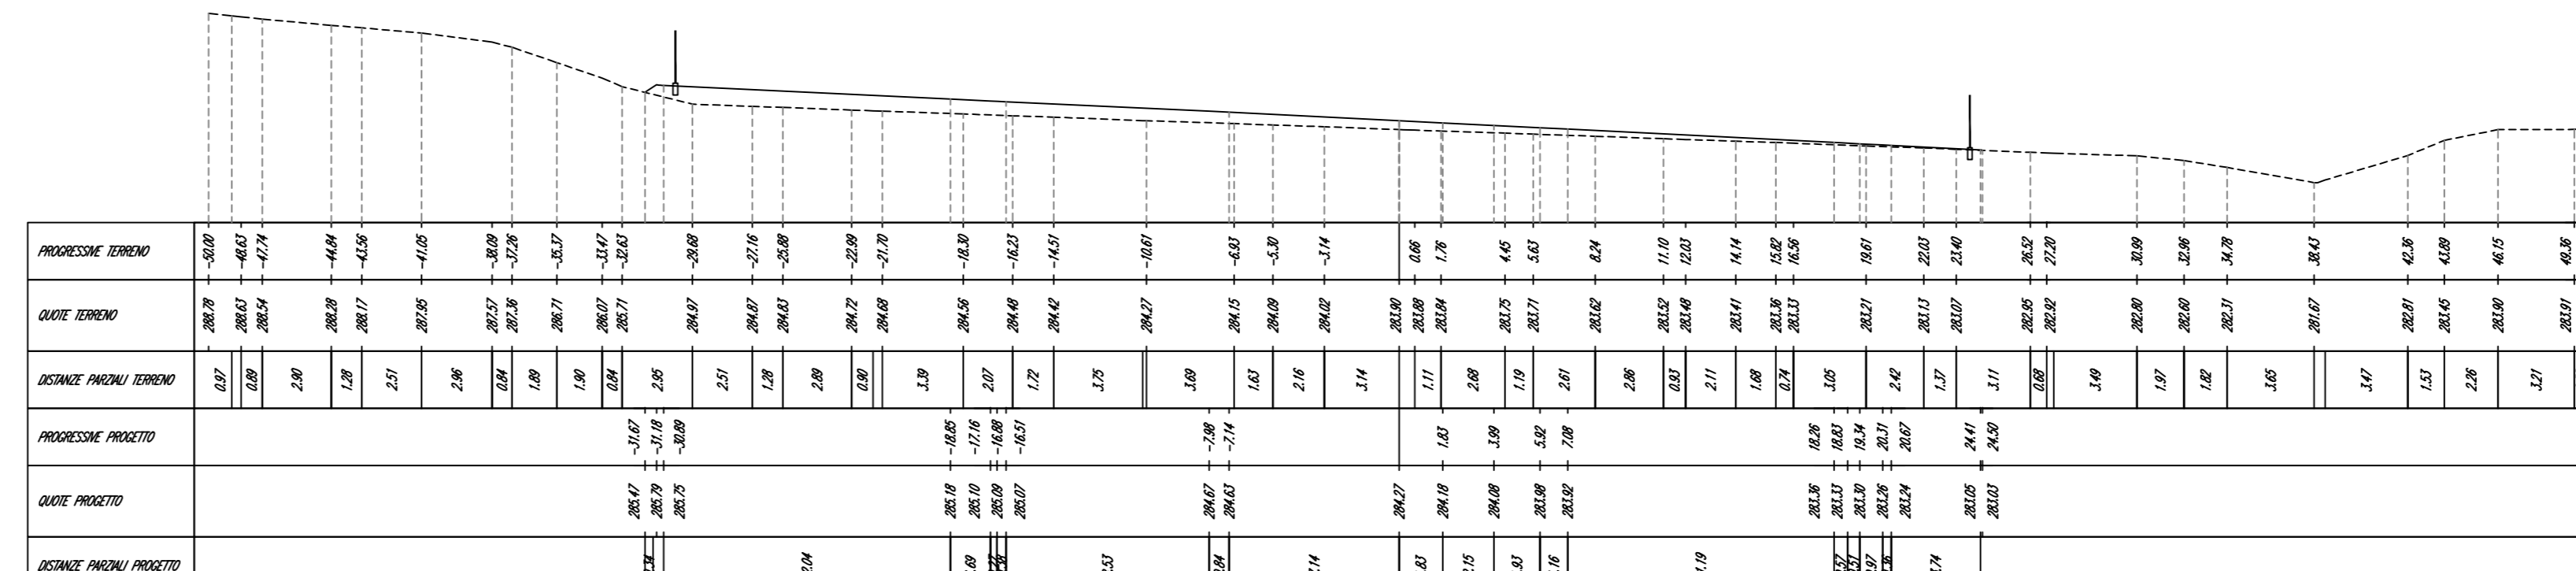 PROGRESSIVE TERRENO -50.00 -48.63 -47.74 -44.84 -43.56 -41.05 -38.09 -37.26 -35.37 -33.47 -32.63 -29.68 -27.16 -25.88 -22.99 -21.70 -18.30 -16.23 -14.51 -10.61 -6.93 -5.30 -3.14 0.66 1.76 4.45 5.63 8.24 11.10 12.03 14.14 15.82 16.56 19.61 22.03 23.40 26.52 27.20 30.99 32.96 34.78 38.43 42.36 43.89 46.15 49.36
QUOTE TERRENO 288.78 288.63 288.54 288.28 288.17 287.95 287.57 287.36 286.71 286.07 285.71 284.97 284.87 284.83 284.72 284.68 284.56 284.48 284.42 284.27 284.15 284.09 284.02 283.90 283.88 283.84 283.75 283.71 283.62 283.52 283.48 283.41 283.36 283.33 283.21 283.13 283.07 282.95 282.92 282.80 282.60 282.31 281.67 282.81 283.45 283.90 283.91
DISTANZE PARZIALI TERRENO 0.97 0.89 2.90 1.28 2.51 2.96 0.84 1.89 1.90 0.84 2.95 2.51 1.28 2.89 0.90 3.39 2.07 1.72 3.75 3.69 1.63 2.16 3.14 1.11 2.68 1.19 2.61 2.86 0.93 2.11 1.68 0.74 3.05 2.42 1.37 3.11 0.68 3.49 1.97 1.82 3.65 3.47 1.53 2.26 3.21
PROGRESSIVE PROGETTO -31.67 -31.18 -30.89 -18.85 -17.16 -16.88 -16.51 -7.98 -7.14 1.83 3.99 5.92 7.08 18.26 18.83 19.34 20.31 20.67 24.41 24.50
QUOTE PROGETTO 285.47 285.79 285.75 285.18 285.10 285.09 285.07 284.67 284.63 284.27 284.18 284.08 283.98 283.92 283.36 283.33 283.30 283.26 283.24 283.05 283.03
DISTANZE PARZIALI PROGETTO